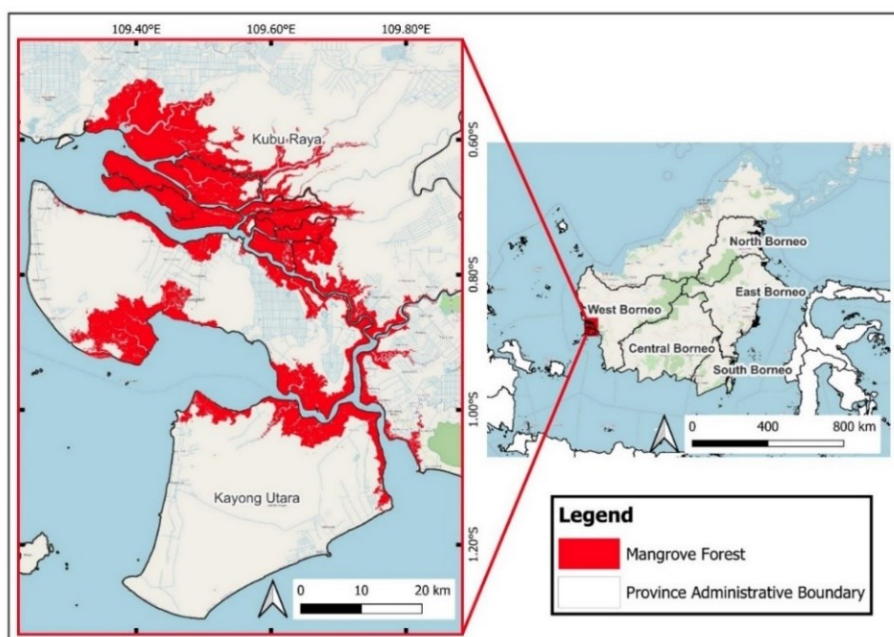 109.40°E
109.60°E
109.80°E
0.60°S
0.80°S
1.00°S
1.20°S
Kubu Raya
Kayong Utara
0 10 20 km
North Borneo
West Borneo
East Borneo
Central Borneo
South Borneo
0 400 800 km
Legend
Mangrove Forest
Province Administrative Boundary